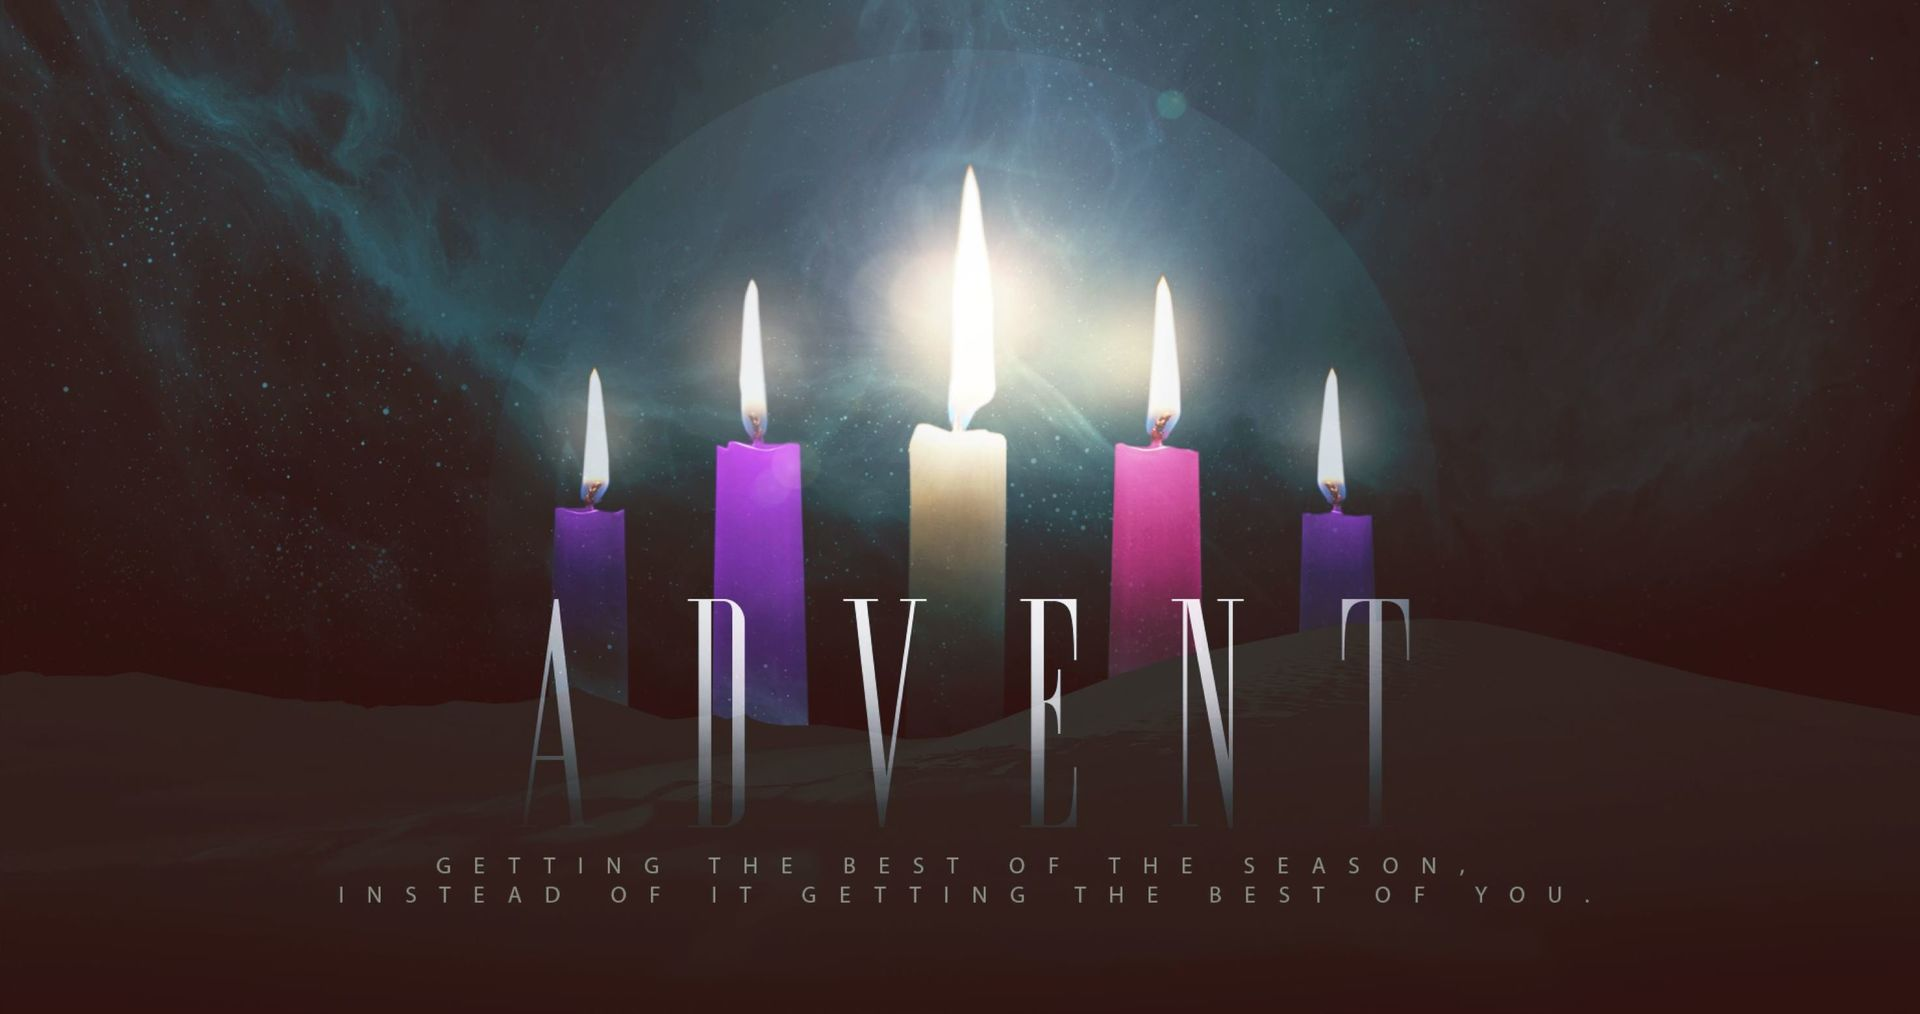 ADVENT
GETTING THE BEST OF THE SEASON,
INSTEAD OF IT GETTING THE BEST OF YOU.